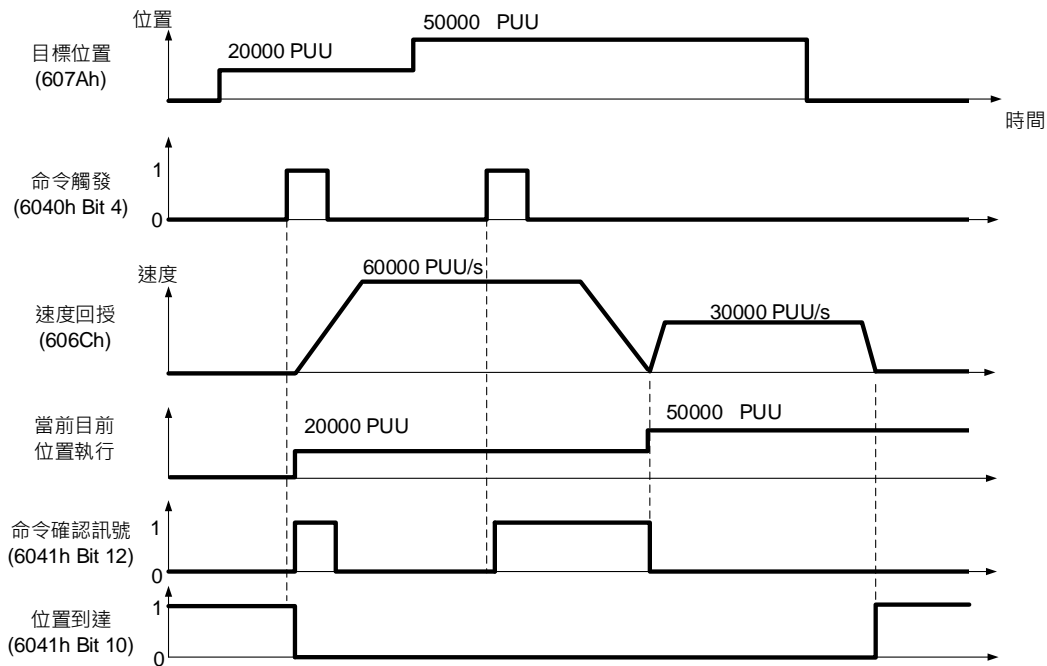 位置
目標位置
(607Ah)
20000 PUU
50000 PUU
時間
命令觸發
(6040h Bit 4)
1
0
速度
速度回授
(606Ch)
60000 PUU/s
30000 PUU/s
當前目前
位置執行
20000 PUU
50000 PUU
命令確認訊號
(6041h Bit 12)
1
0
位置到達
(6041h Bit 10)
1
0